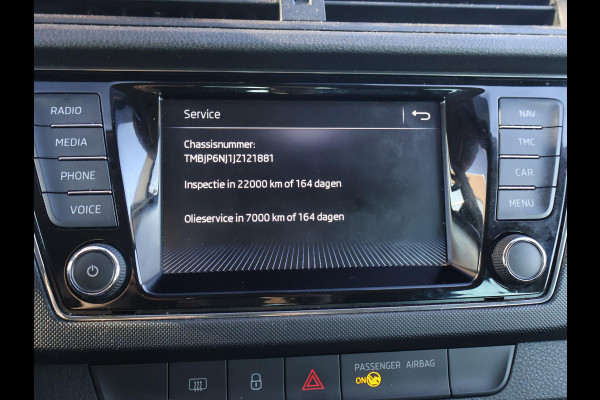 Service
RADIO
MEDIA
PHONE
VOICE
Chassisnummer:
TMBJP6NJ1JZ121881
Inspectie in 22000 km of 164 dagen
Olieservice in 7000 km of 164 dagen
NAV
TMC
CAR
MENU
PASSENGER AIRBAG
ON